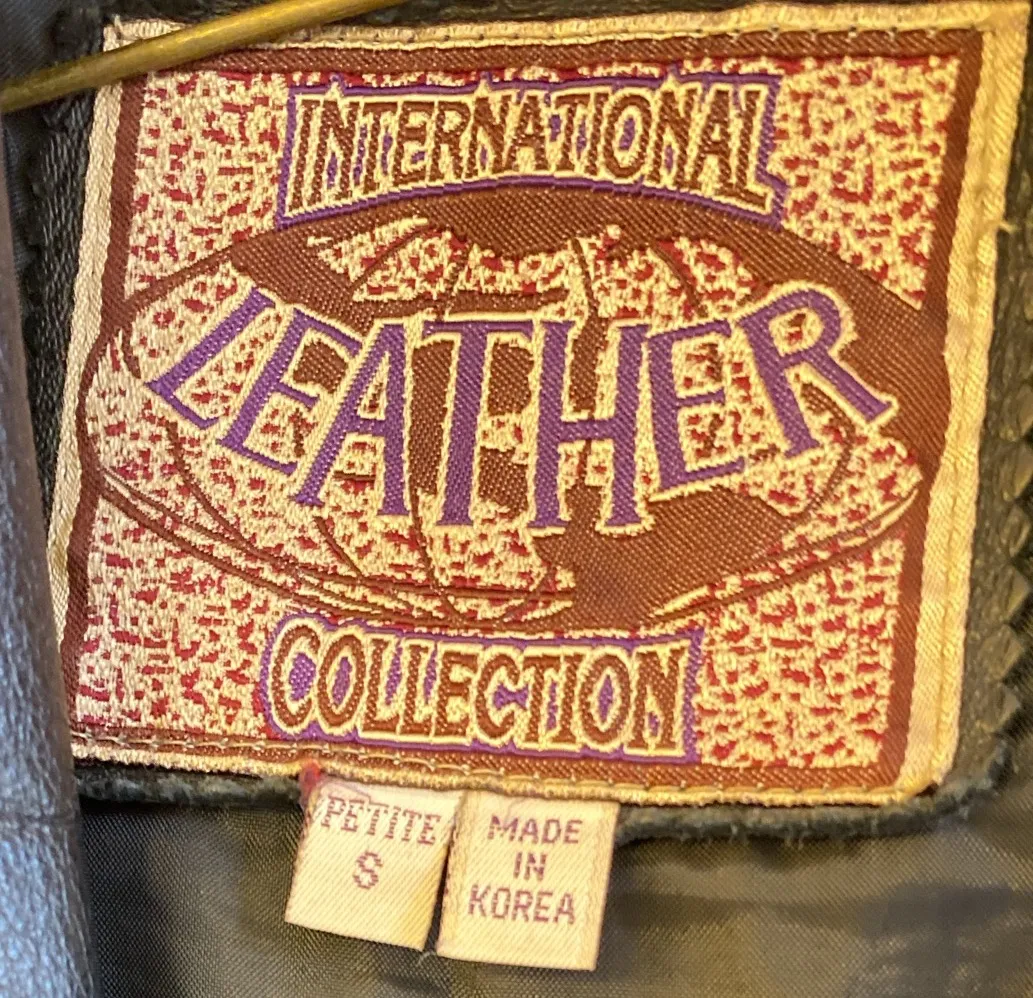 INTERNATIONAL
LEATHER
COLLECTION
PETITE
S
MADE
IN
KOREA